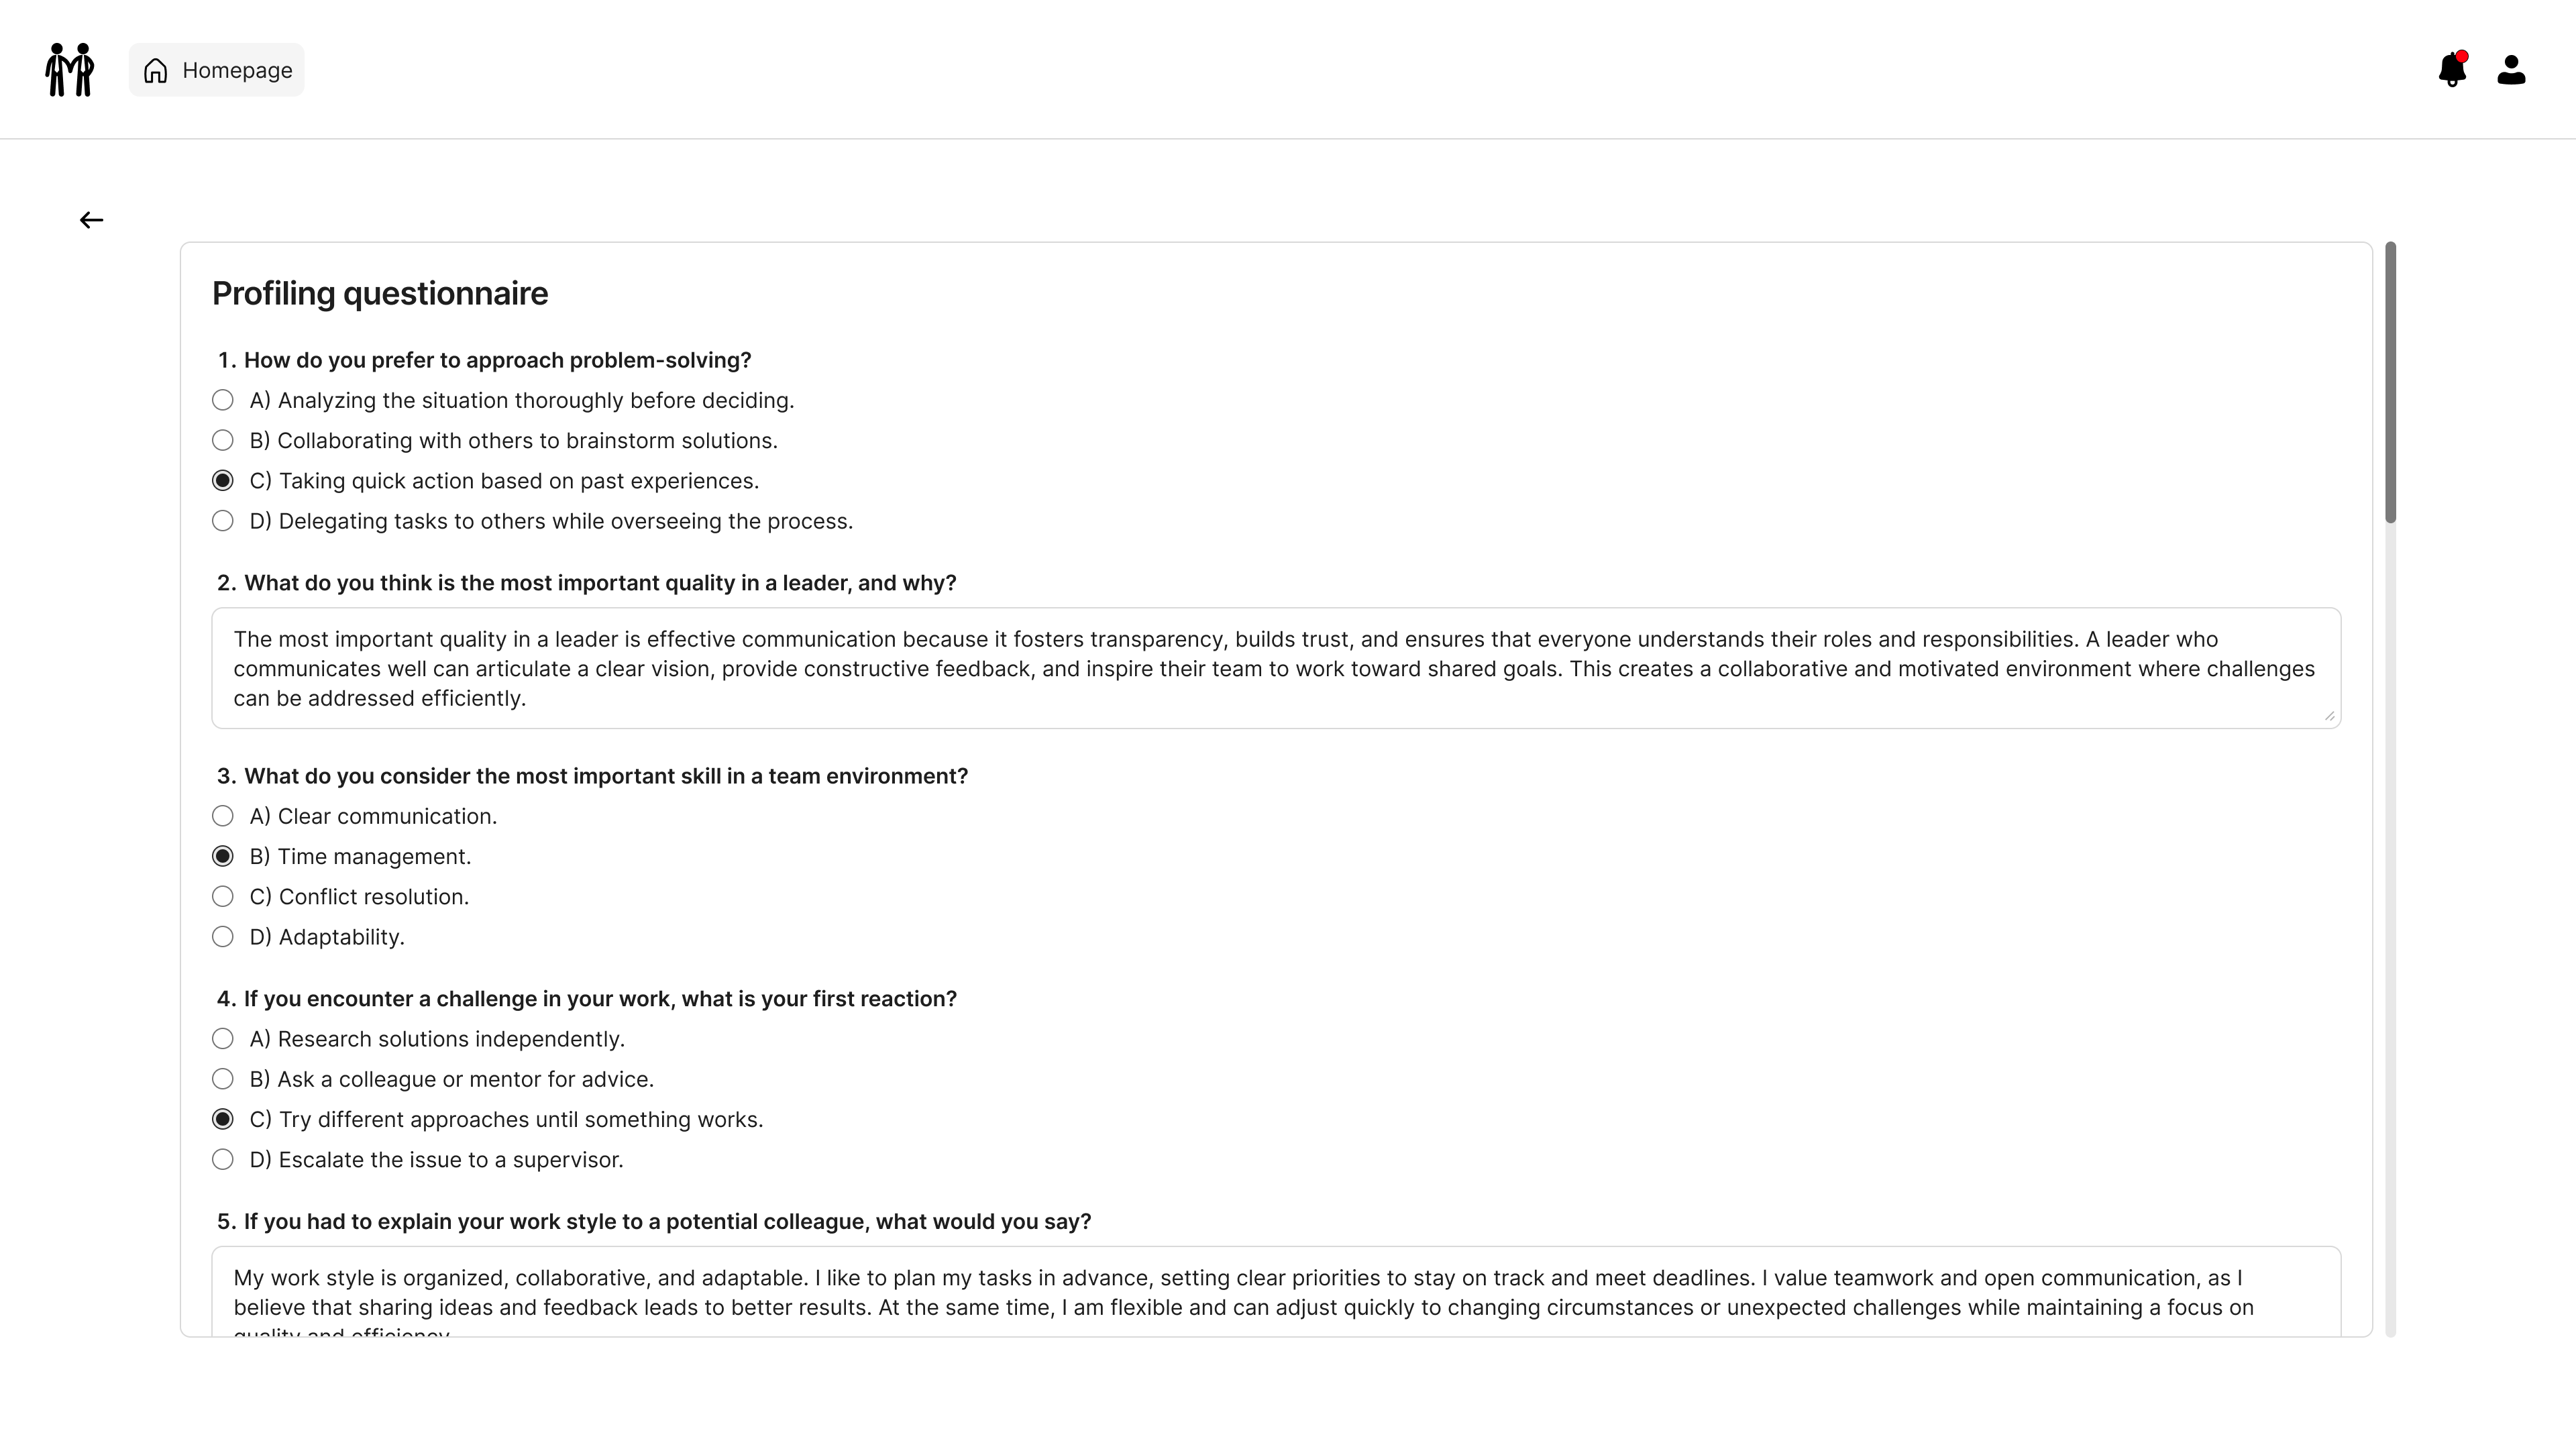 Homepage
Profiling questionnaire
1. How do you prefer to approach problem-solving?
A) Analyzing the situation thoroughly before deciding.
B) Collaborating with others to brainstorm solutions.
C) Taking quick action based on past experiences.
D) Delegating tasks to others while overseeing the process.
2. What do you think is the most important quality in a leader, and why?
The most important quality in a leader is effective communication because it fosters transparency, builds trust, and ensures that everyone understands their roles and responsibilities. A leader who
communicates well can articulate a clear vision, provide constructive feedback, and inspire their team to work toward shared goals. This creates a collaborative and motivated environment where challenges
can be addressed efficiently.
3. What do you consider the most important skill in a team environment?
A) Clear communication.
B) Time management.
C) Conflict resolution.
D) Adaptability.
4. If you encounter a challenge in your work, what is your first reaction?
A) Research solutions independently.
B) Ask a colleague or mentor for advice.
C) Try different approaches until something works.
D) Escalate the issue to a supervisor.
5. If you had to explain your work style to a potential colleague, what would you say?
My work style is organized, collaborative, and adaptable. I like to plan my tasks in advance, setting clear priorities to stay on track and meet deadlines. I value teamwork and open communication, as I
believe that sharing ideas and feedback leads to better results. At the same time, I am flexible and can adjust quickly to changing circumstances or unexpected challenges while maintaining a focus on
quality and efficiency.